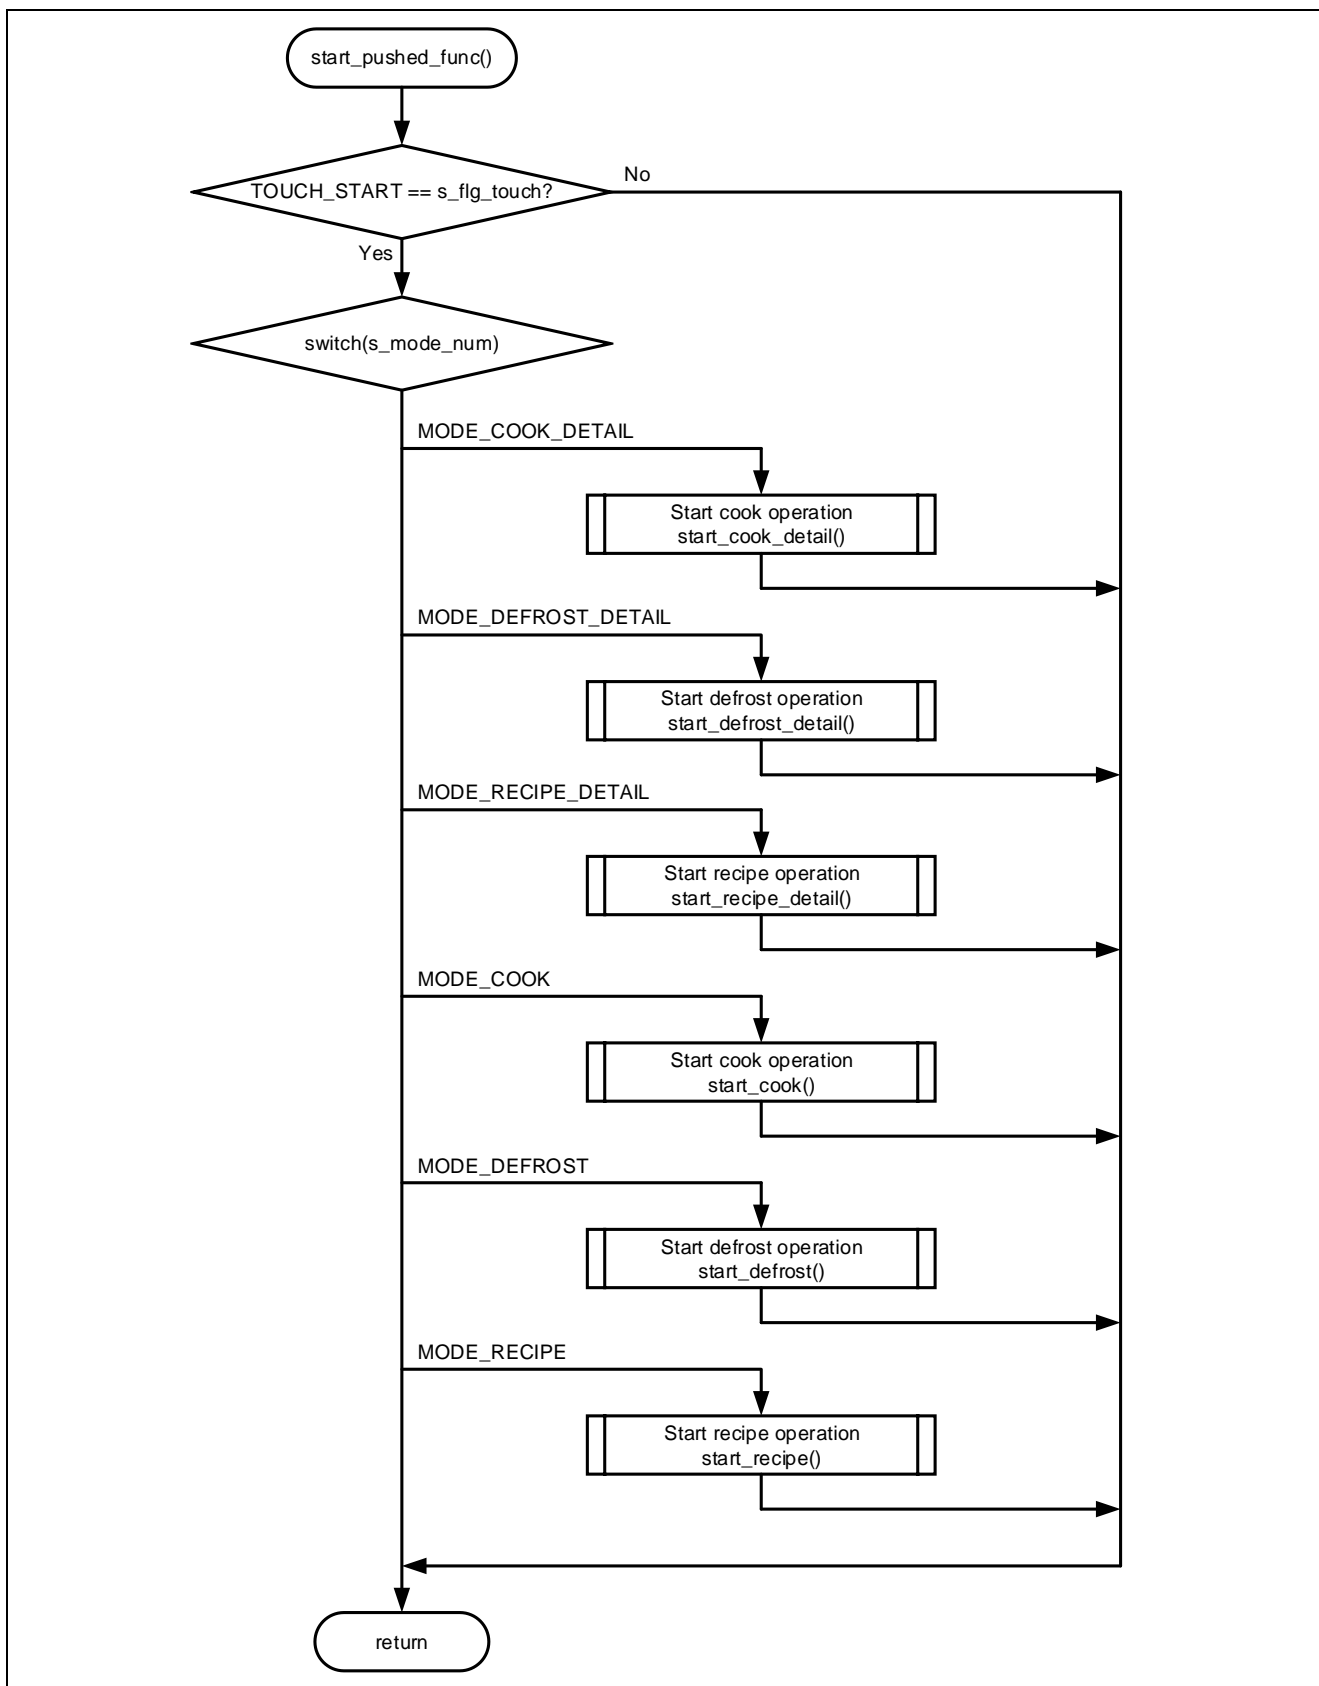 start_pushed_func()
TOUCH_START == s_flg_touch?
No
Yes
switch(s_mode_num)
MODE_COOK_DETAIL
Start cook operation
start_cook_detail()
MODE_DEFROST_DETAIL
Start defrost operation
start_defrost_detail()
MODE_RECIPE_DETAIL
Start recipe operation
start_recipe_detail()
MODE_COOK
Start cook operation
start_cook()
MODE_DEFROST
Start defrost operation
start_defrost()
MODE_RECIPE
Start recipe operation
start_recipe()
return